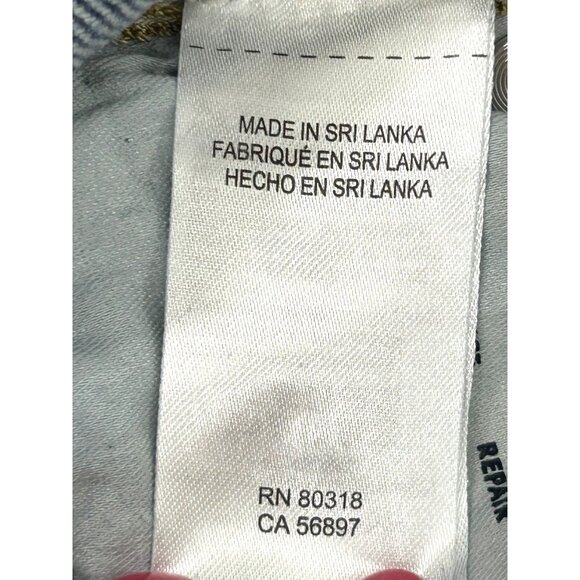 MADE IN SRI LANKA
FABRIQUÉ EN SRI LANKA
HECHO EN SRI LANKA
REPAIR
RN 80318
CA 56897